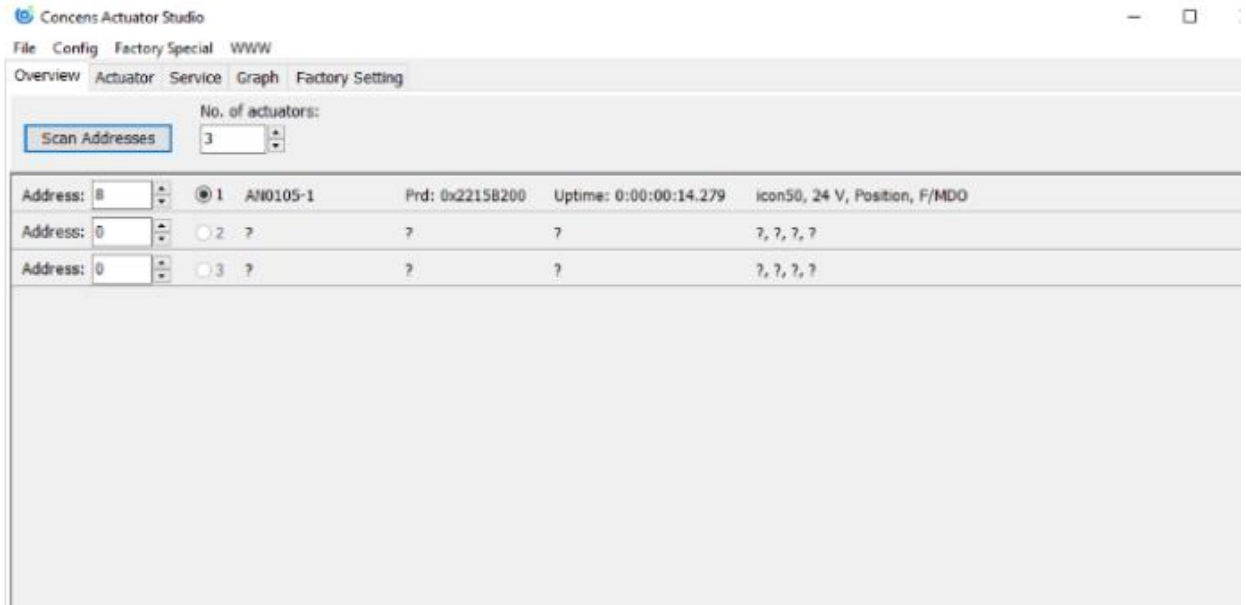 Concens Actuator Studio
File Config Factory Special WWW
Overview Actuator Service Graph Factory Setting
No. of actuators:
Scan Addresses 3
Address: 8 1 AN0105-1 Prd: 0x2215B200 Uptime: 0:00:00:14.279 icon50, 24 V, Position, F/MDO
Address: 0 2 ? ? ? ?, ?, ?, ?
Address: 0 3 ? ? ? ?, ?, ?, ?